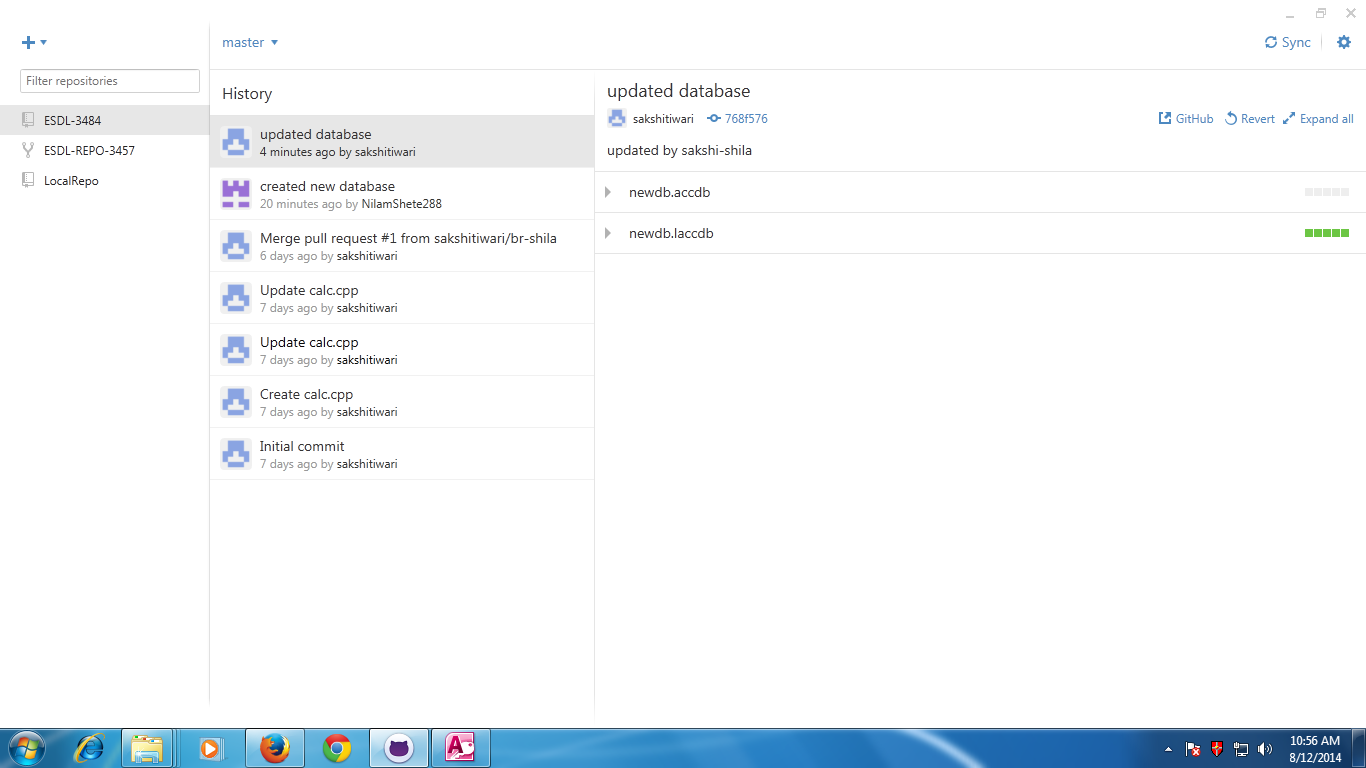 master
Sync
Filter repositories
ESDL-3484
ESDL-REPO-3457
LocalRepo
History
updated database
4 minutes ago by sakshitiwari
created new database
20 minutes ago by NilamShete288
Merge pull request #1 from sakshitiwari/br-shila
6 days ago by sakshitiwari
Update calc.cpp
7 days ago by sakshitiwari
Update calc.cpp
7 days ago by sakshitiwari
Create calc.cpp
7 days ago by sakshitiwari
Initial commit
7 days ago by sakshitiwari
updated database
sakshitiwari 768f576
GitHub Revert Expand all
updated by sakshi-shila
newdb.accdb
newdb.laccdb
10:56 AM
8/12/2014